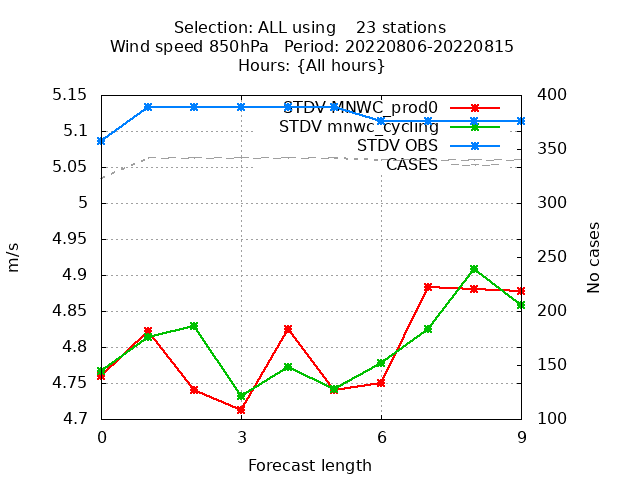 Selection: ALL using    23 stations
Wind speed 850hPa   Period: 20220806-20220815
Hours: {All hours}
5.15
5.1
5.05
5
4.95
4.9
4.85
4.8
4.75
4.7
m/s
STDV MNWC_prod0
STDV mnwc_cycling
STDV OBS
CASES
400
350
300
250
200
150
100
No cases
0
3
6
9
Forecast length